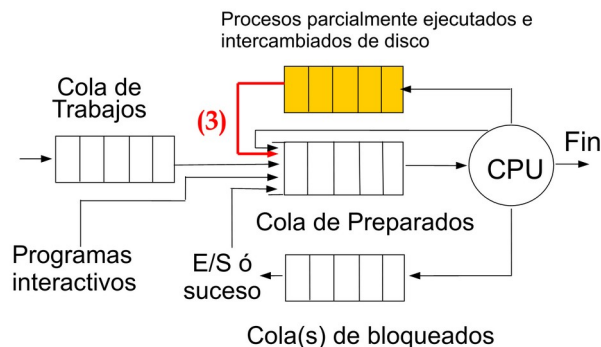 Procesos parcialmente ejecutados e
intercambiados de disco
Cola de
Trabajos
(3)
CPU
Fin
Cola de Preparados
Programas
interactivos
E/S ó
suceso
Cola(s) de bloqueados